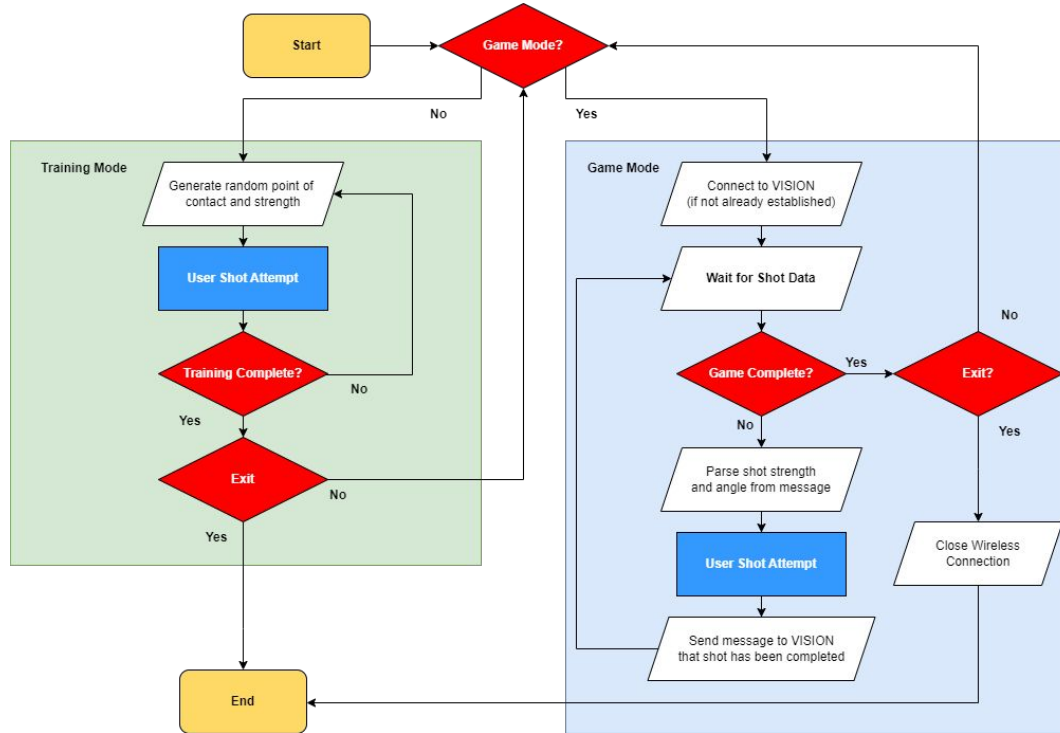 Start
Game Mode?
No
Yes
Training Mode
Generate random point of
contact and strength
User Shot Attempt
Training Complete?
No
Yes
Exit
No
Yes
End
Game Mode
Connect to VISION
(if not already established)
Wait for Shot Data
Game Complete?
Yes
No
Exit?
No
Yes
Parse shot strength
and angle from message
User Shot Attempt
Send message to VISION
that shot has been completed
Close Wireless
Connection